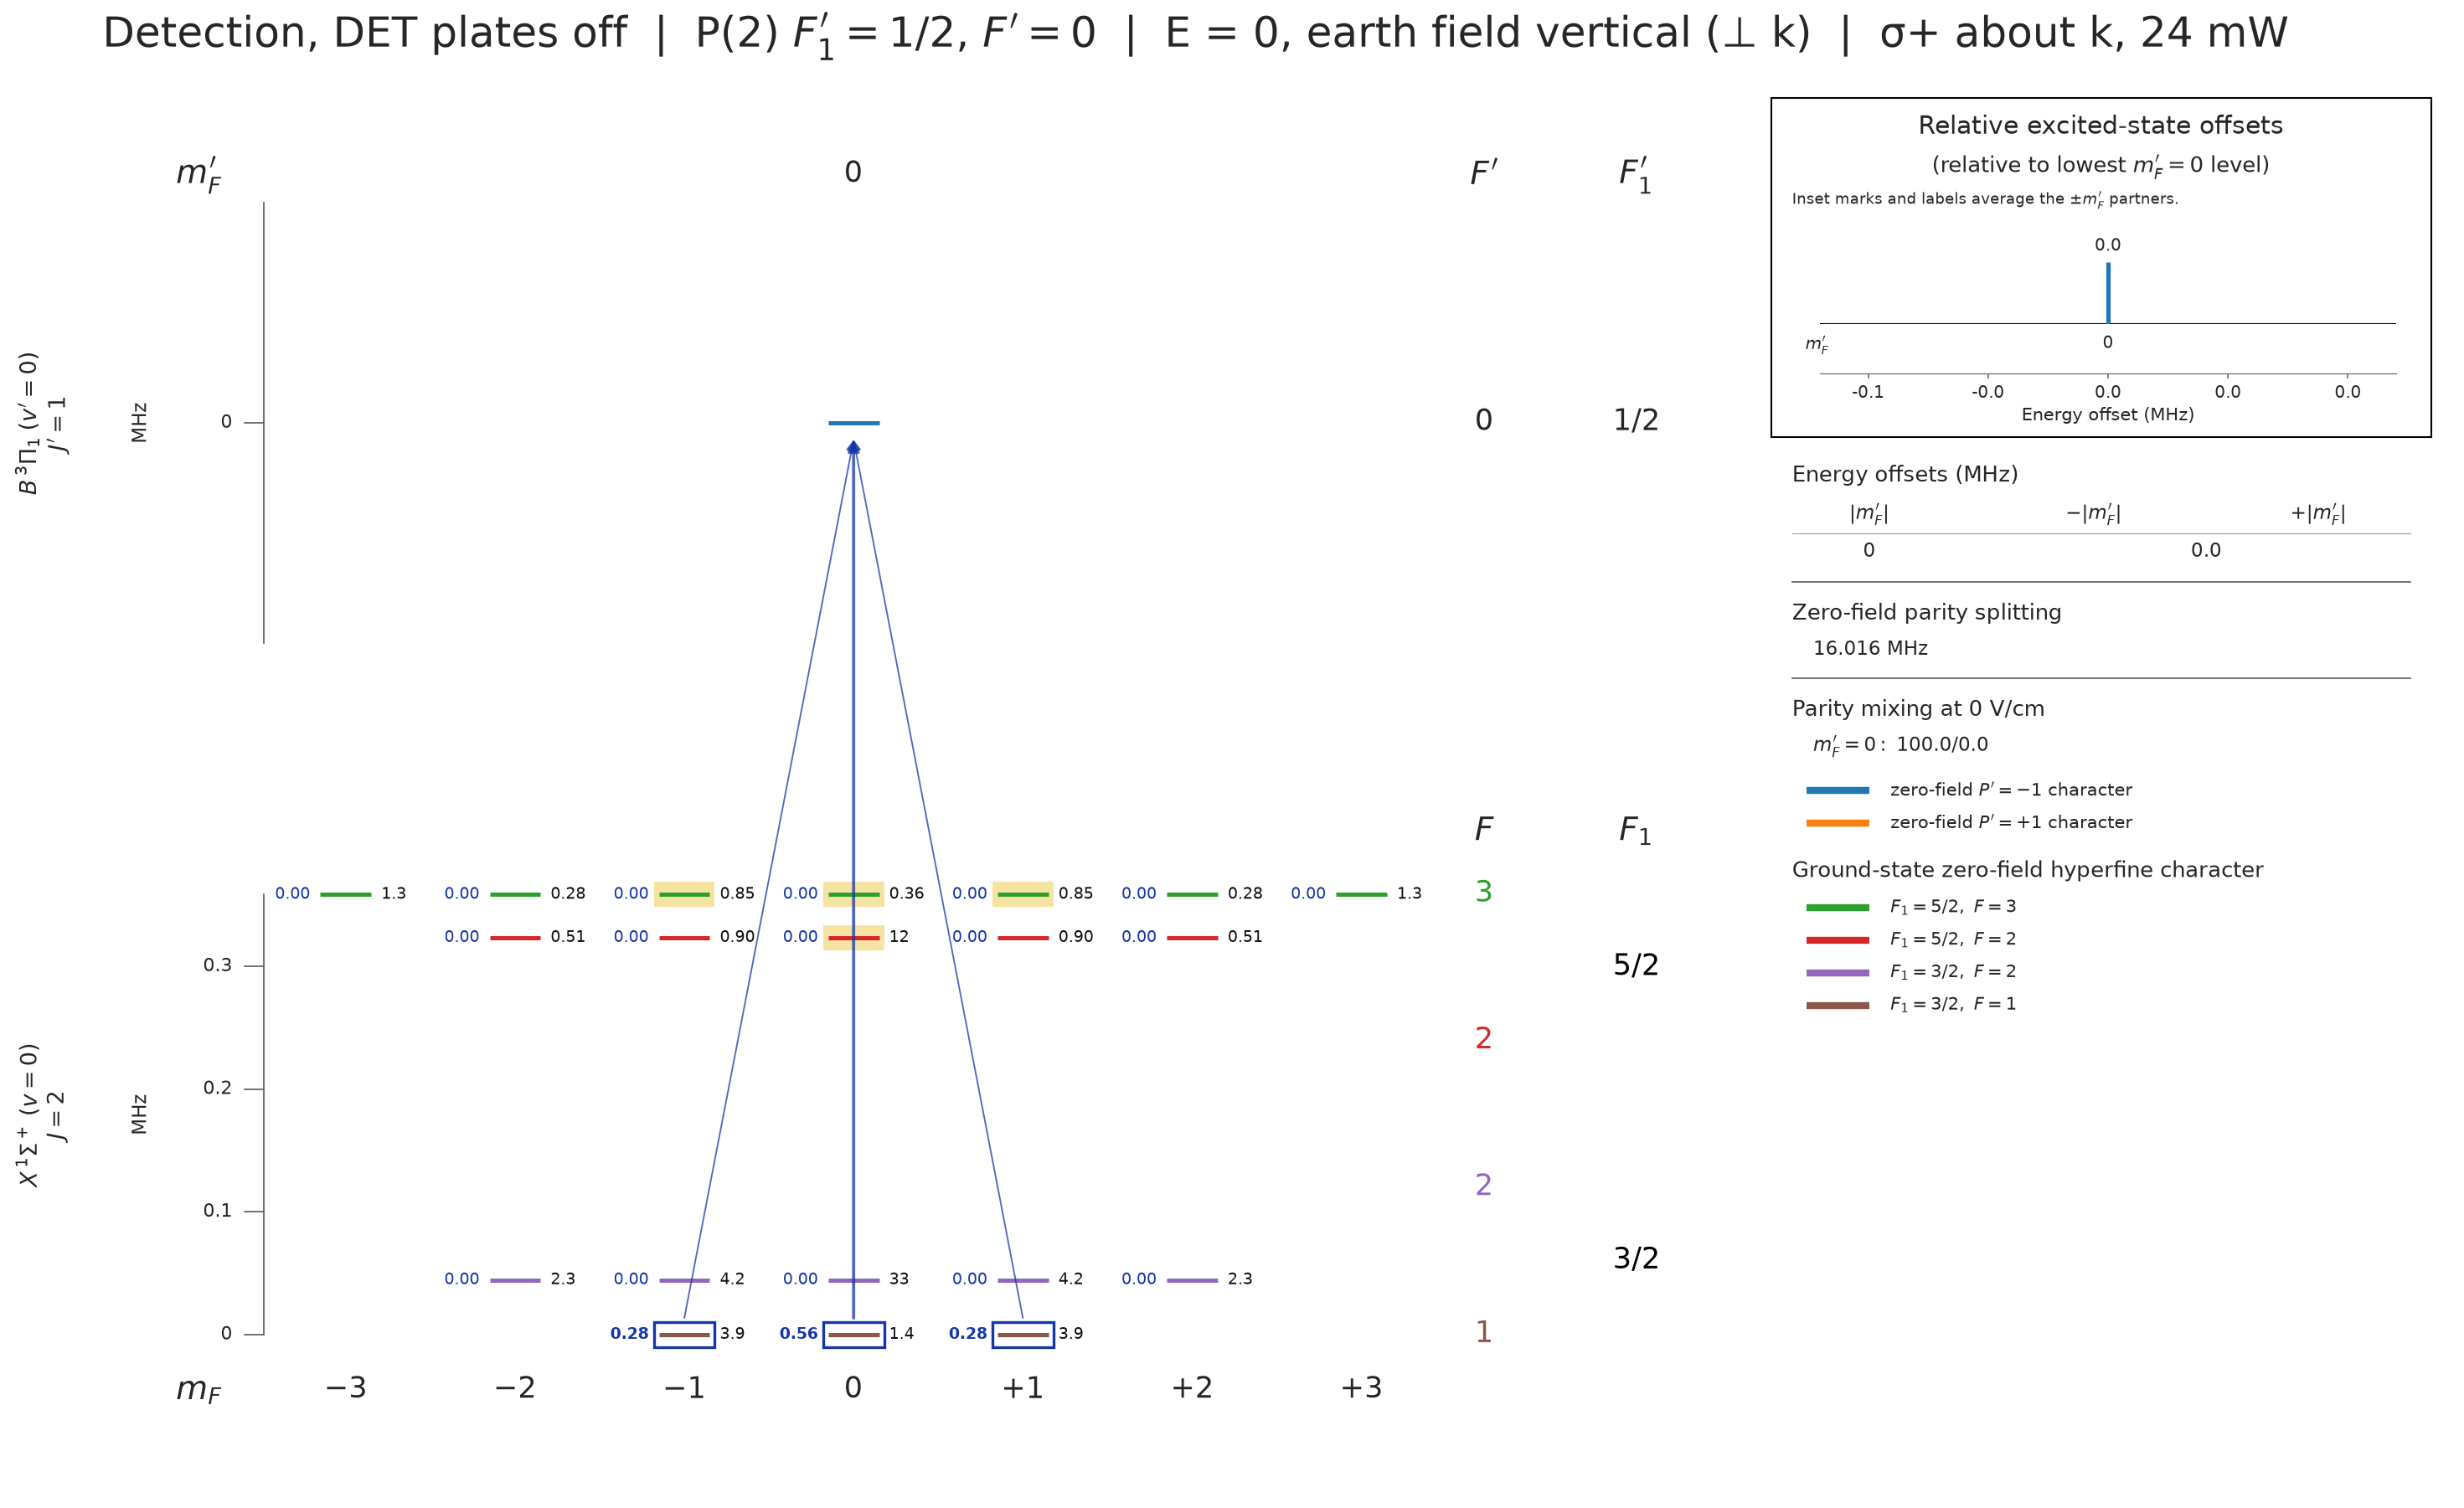 Detection, DET plates off | P(2) F′₁ = 1/2, F′ = 0 | E = 0, earth field vertical (⊥ k) | σ+ about k, 24 mW
m′_F 0 F′ F′₁
B ³Π₁ (v′ = 0)
J′ = 1
MHz
0
0 1/2
F F₁
0.00 1.3 0.00 0.28 0.00 0.85 0.00 0.36 0.00 0.85 0.00 0.28 0.00 1.3 3
0.00 0.51 0.00 0.90 0.00 12 0.00 0.90 0.00 0.51
0.3
5/2
2
X ¹Σ⁺ (v = 0)
J = 2
MHz
0.2
2
0.1
3/2
0.00 2.3 0.00 4.2 0.00 33 0.00 4.2 0.00 2.3
0 0.28 3.9 0.56 1.4 0.28 3.9 1
m_F −3 −2 −1 0 +1 +2 +3
Relative excited-state offsets
(relative to lowest m′_F = 0 level)
Inset marks and labels average the ±m′_F partners.
0.0
m′_F 0
-0.1 -0.0 0.0 0.0 0.0
Energy offset (MHz)
Energy offsets (MHz)
|m′_F| −|m′_F| +|m′_F|
0 0.0
Zero-field parity splitting
16.016 MHz
Parity mixing at 0 V/cm
m′_F = 0 : 100.0/0.0
zero-field P′ = −1 character
zero-field P′ = +1 character
Ground-state zero-field hyperfine character
F₁ = 5/2, F = 3
F₁ = 5/2, F = 2
F₁ = 3/2, F = 2
F₁ = 3/2, F = 1